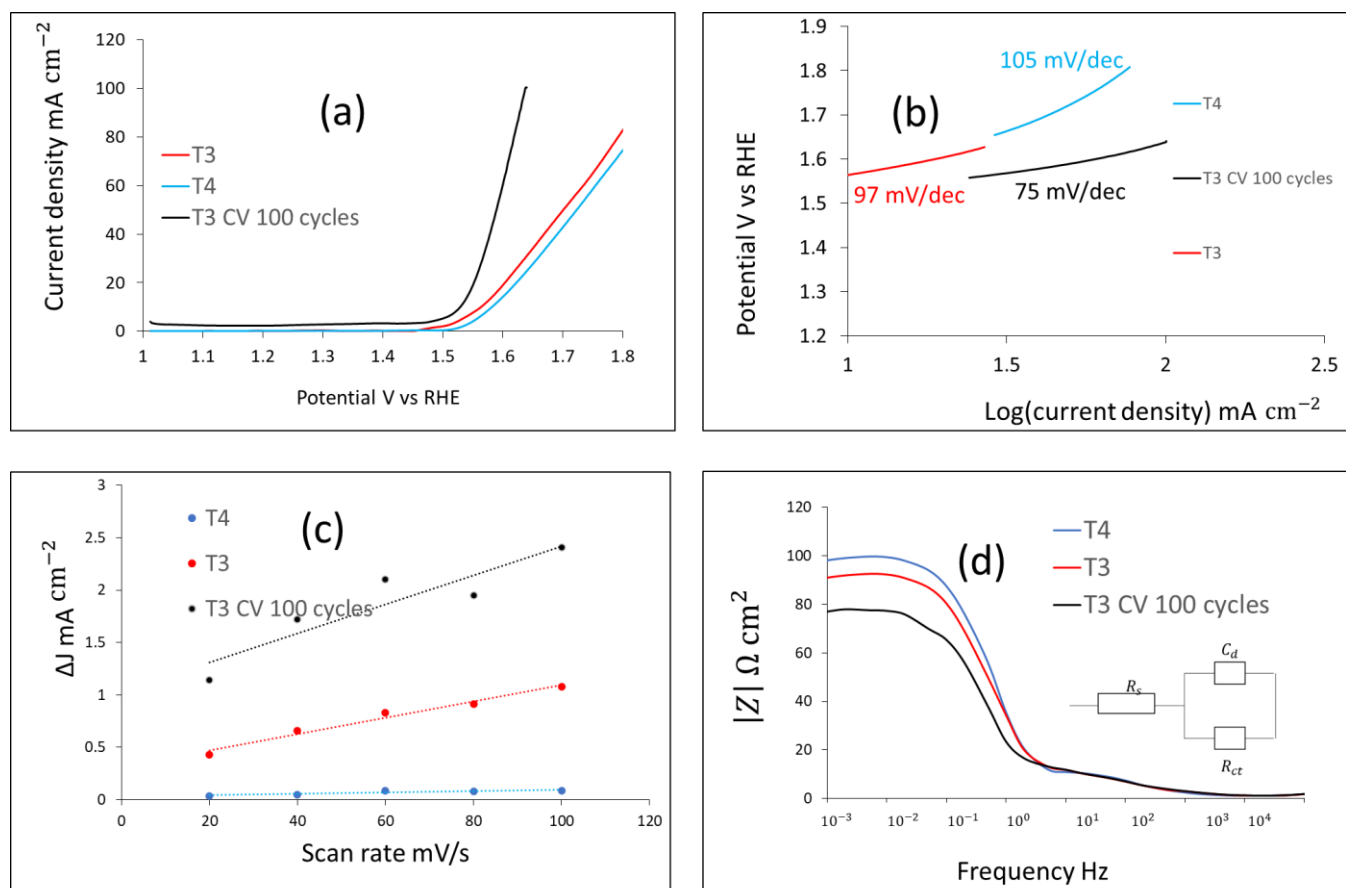 (a)
Current density mA cm⁻²
120
100
80
60
40
20
0
T3
T4
T3 CV 100 cycles
1 1.1 1.2 1.3 1.4 1.5 1.6 1.7 1.8
Potential V vs RHE
(b)
Potential V vs RHE
1.9
1.8
1.7
1.6
1.5
1.4
1.3
1.2
105 mV/dec
97 mV/dec
75 mV/dec
T4
T3 CV 100 cycles
T3
1 1.5 2 2.5
Log(current density) mA cm⁻²
(c)
ΔJ mA cm⁻²
3
2.5
2
1.5
1
0.5
0
T4
T3
T3 CV 100 cycles
0 20 40 60 80 100 120
Scan rate mV/s
(d)
|Z| Ω cm²
120
100
80
60
40
20
0
T4
T3
T3 CV 100 cycles
C_d
R_s
R_ct
10⁻³ 10⁻² 10⁻¹ 10⁰ 10¹ 10² 10³ 10⁴
Frequency Hz